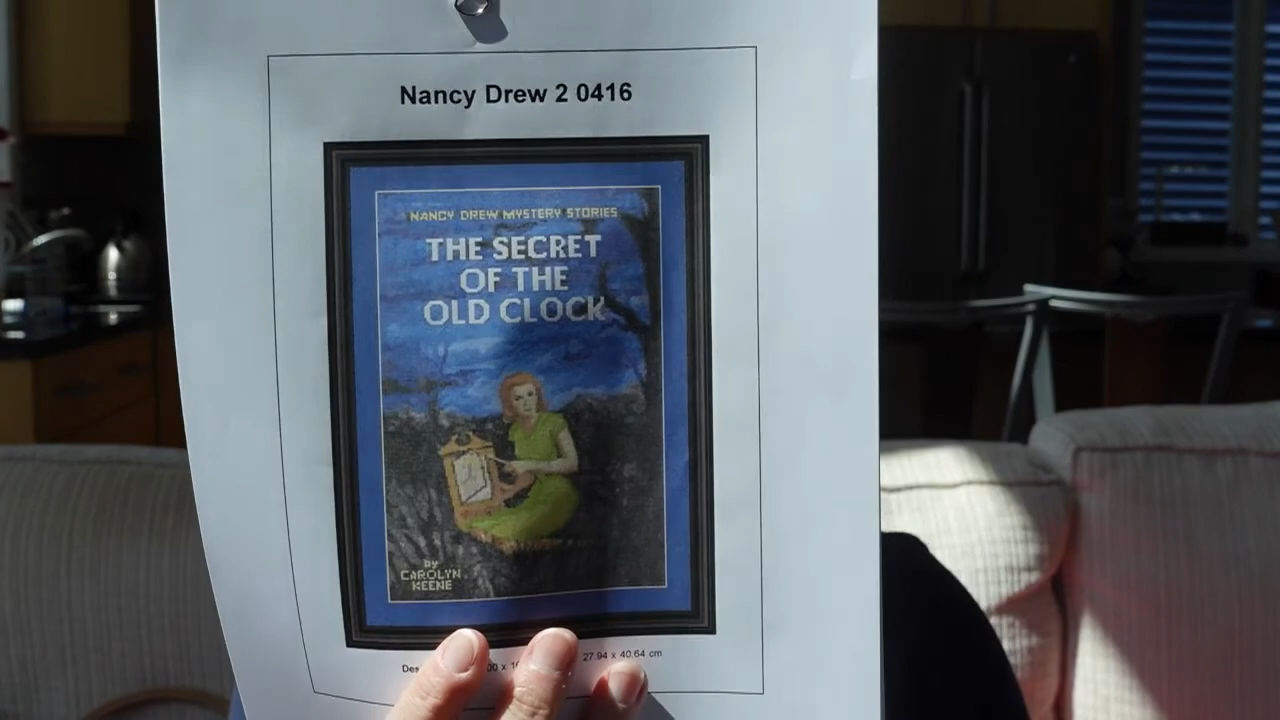 Nancy Drew 2 0416
NANCY DREW MYSTERY STORIES
THE SECRET
OF THE
OLD CLOCK
by
CAROLYN
KEENE
27.94 x 40.64 cm